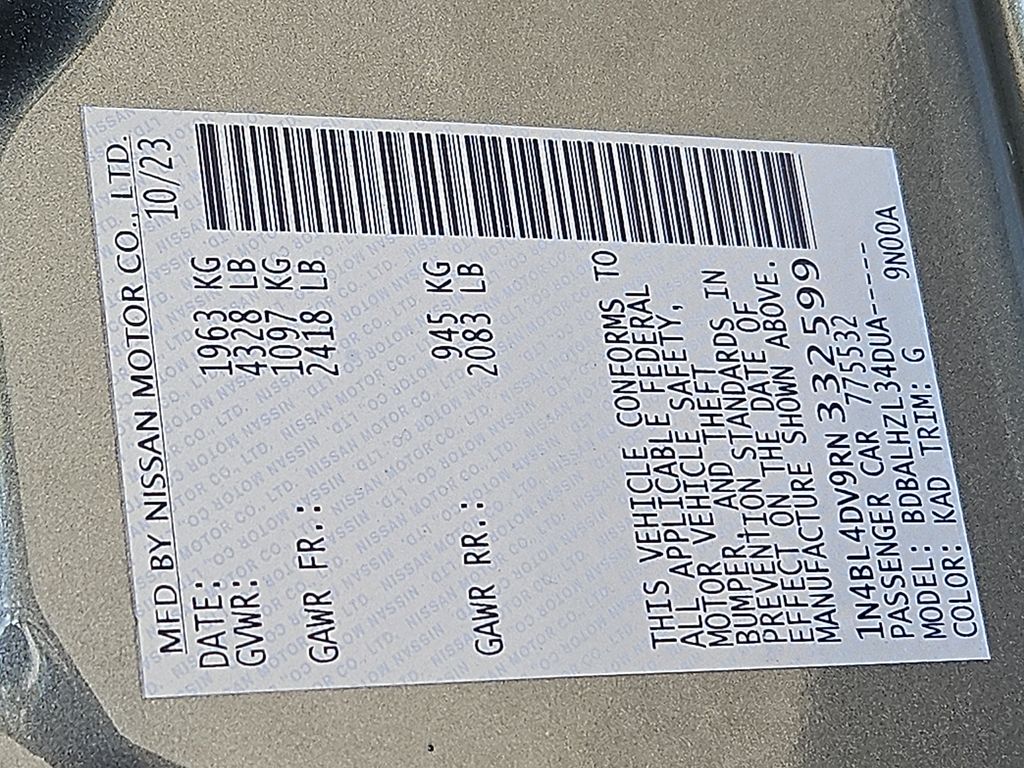 MFD BY NISSAN MOTOR CO., LTD.
DATE: 10/23
GVWR: 1963 KG
4328 LB
GAWR FR.: 1097 KG
2418 LB
GAWR RR.: 945 KG
2083 LB
THIS VEHICLE CONFORMS TO
ALL APPLICABLE FEDERAL
MOTOR VEHICLE SAFETY,
BUMPER, AND THEFT
PREVENTION STANDARDS IN
EFFECT ON THE DATE OF
MANUFACTURE SHOWN ABOVE.
1N4BL4DV9RN332599
PASSENGER CAR 775532
MODEL: BDBALHZL34DUA-----
COLOR: KAD TRIM: G 9N00A